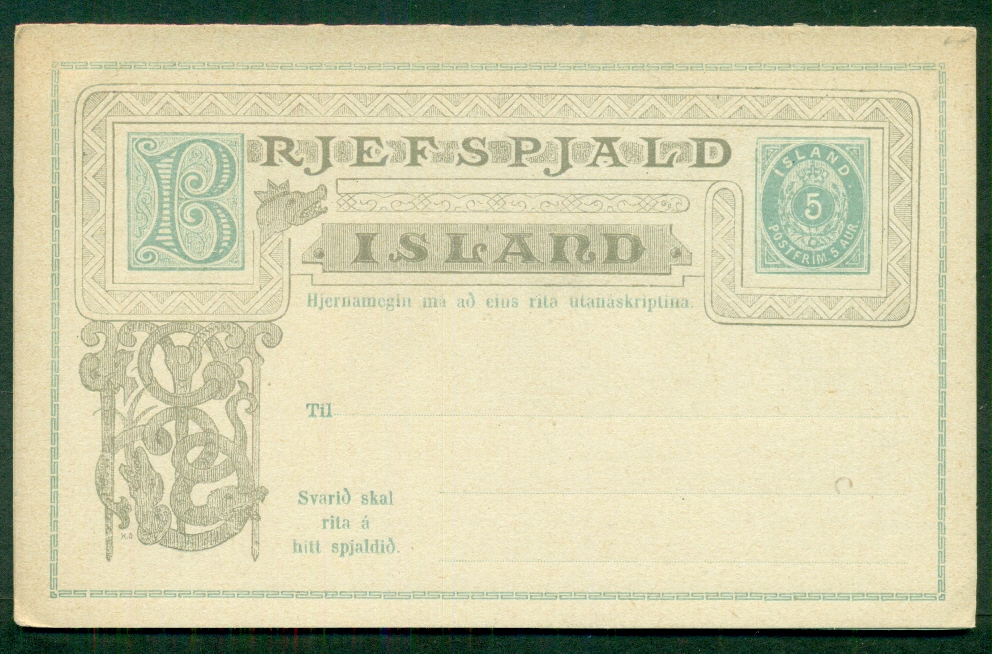 BRJEFSPJALD
ISLAND
Hjernamegin má að eins rita utanáskriptina.
ISLAND
5
POSTFRIM. 5 AUR
Til
Svarið skal
rita á
hitt spjaldið.